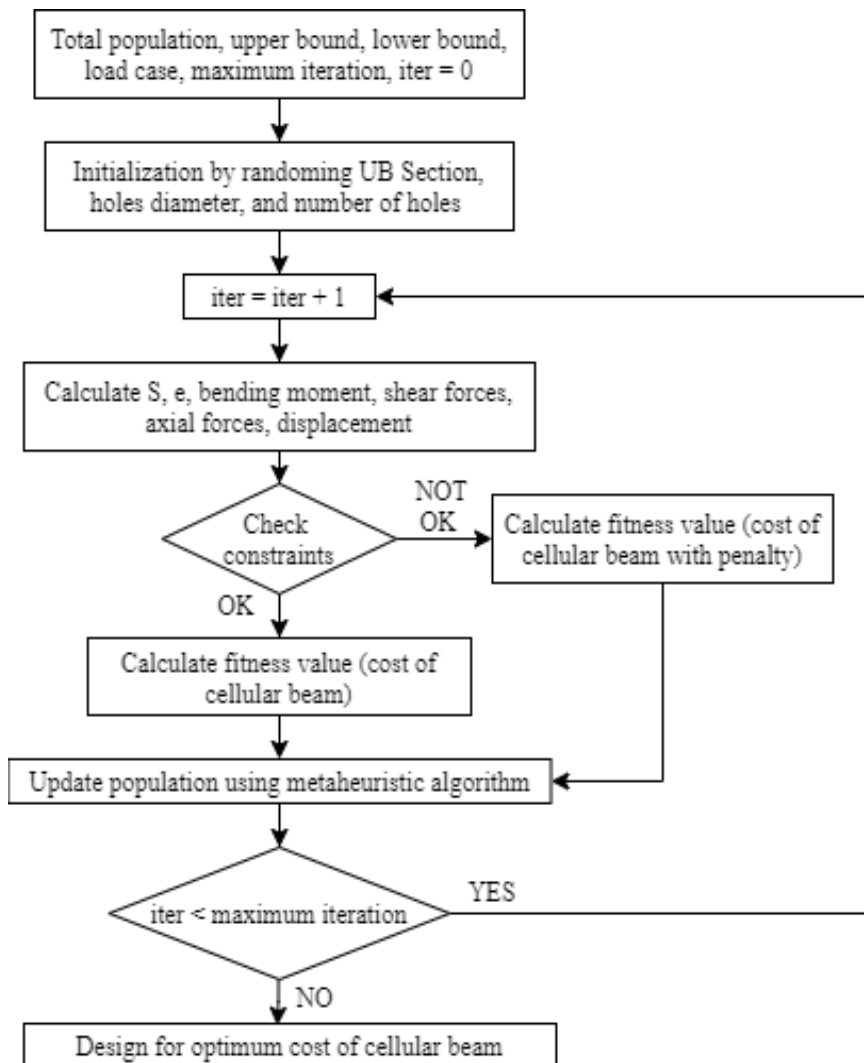 Total population, upper bound, lower bound,
load case, maximum iteration, iter = 0
Initialization by randoming UB Section,
holes diameter, and number of holes
iter = iter + 1
Calculate S, e, bending moment, shear forces,
axial forces, displacement
Check
constraints
NOT
OK
Calculate fitness value (cost of
cellular beam with penalty)
OK
Calculate fitness value (cost of
cellular beam)
Update population using metaheuristic algorithm
iter < maximum iteration
YES
NO
Design for optimum cost of cellular beam